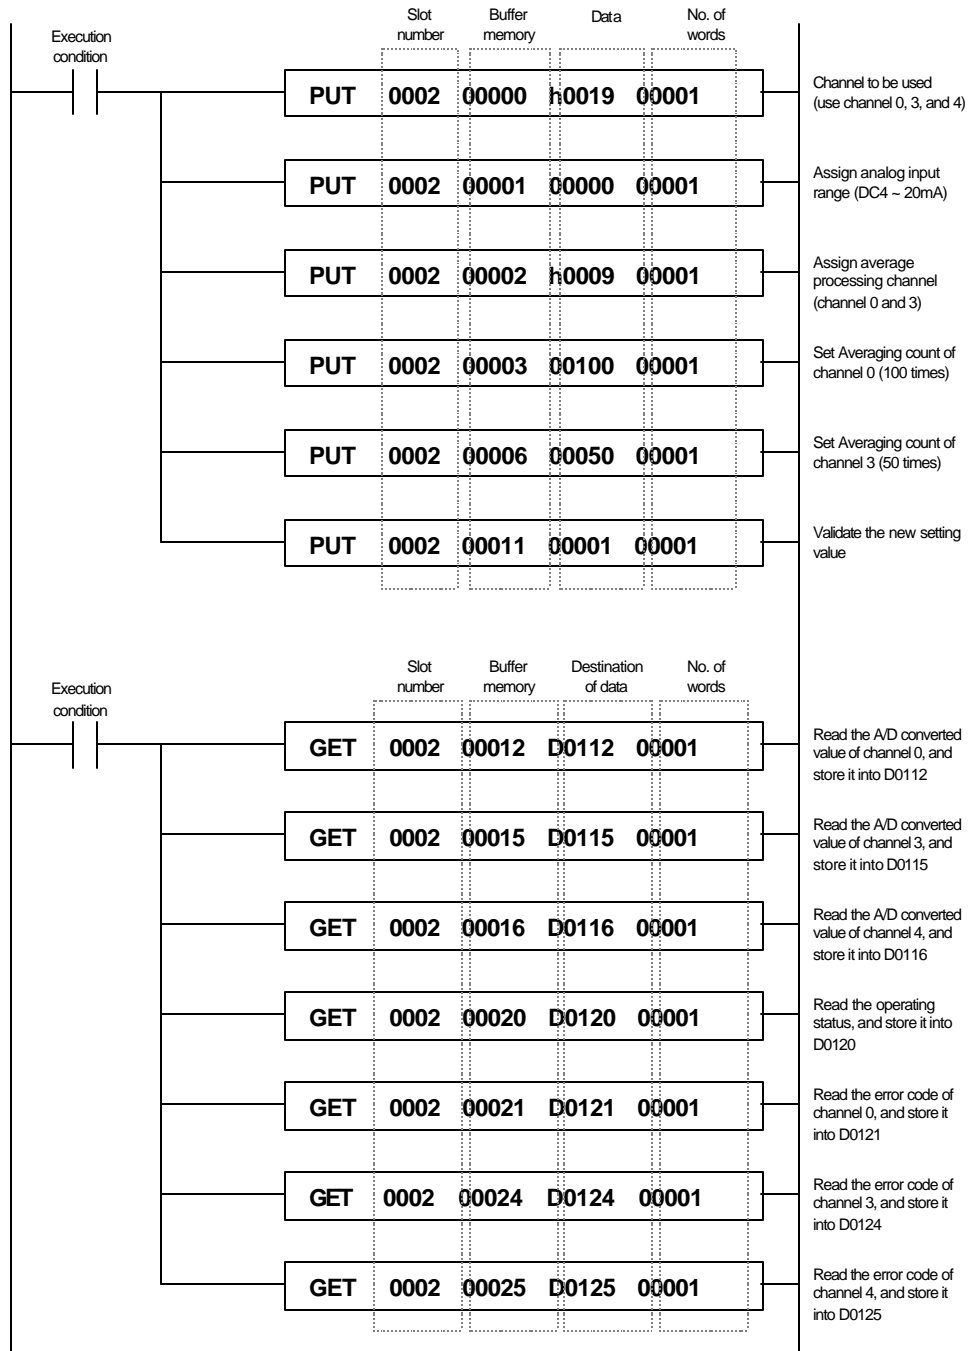 Slot Buffer Data No. of
number memory words
Execution
condition
PUT 0002 00000 h0019 00001
Channel to be used
(use channel 0, 3, and 4)
PUT 0002 00001 00000 00001
Assign analog input
range (DC4 ~ 20mA)
PUT 0002 00002 h0009 00001
Assign average
processing channel
(channel 0 and 3)
PUT 0002 00003 00100 00001
Set Averaging count of
channel 0 (100 times)
PUT 0002 00006 00050 00001
Set Averaging count of
channel 3 (50 times)
PUT 0002 00011 00001 00001
Validate the new setting
value
Slot Buffer Destination No. of
number memory of data words
Execution
condition
GET 0002 00012 D0112 00001
Read the A/D converted
value of channel 0, and
store it into D0112
GET 0002 00015 D0115 00001
Read the A/D converted
value of channel 3, and
store it into D0115
GET 0002 00016 D0116 00001
Read the A/D converted
value of channel 4, and
store it into D0116
GET 0002 00020 D0120 00001
Read the operating
status, and store it into
D0120
GET 0002 00021 D0121 00001
Read the error code of
channel 0, and store it
into D0121
GET 0002 00024 D0124 00001
Read the error code of
channel 3, and store it
into D0124
GET 0002 00025 D0125 00001
Read the error code of
channel 4, and store it
into D0125